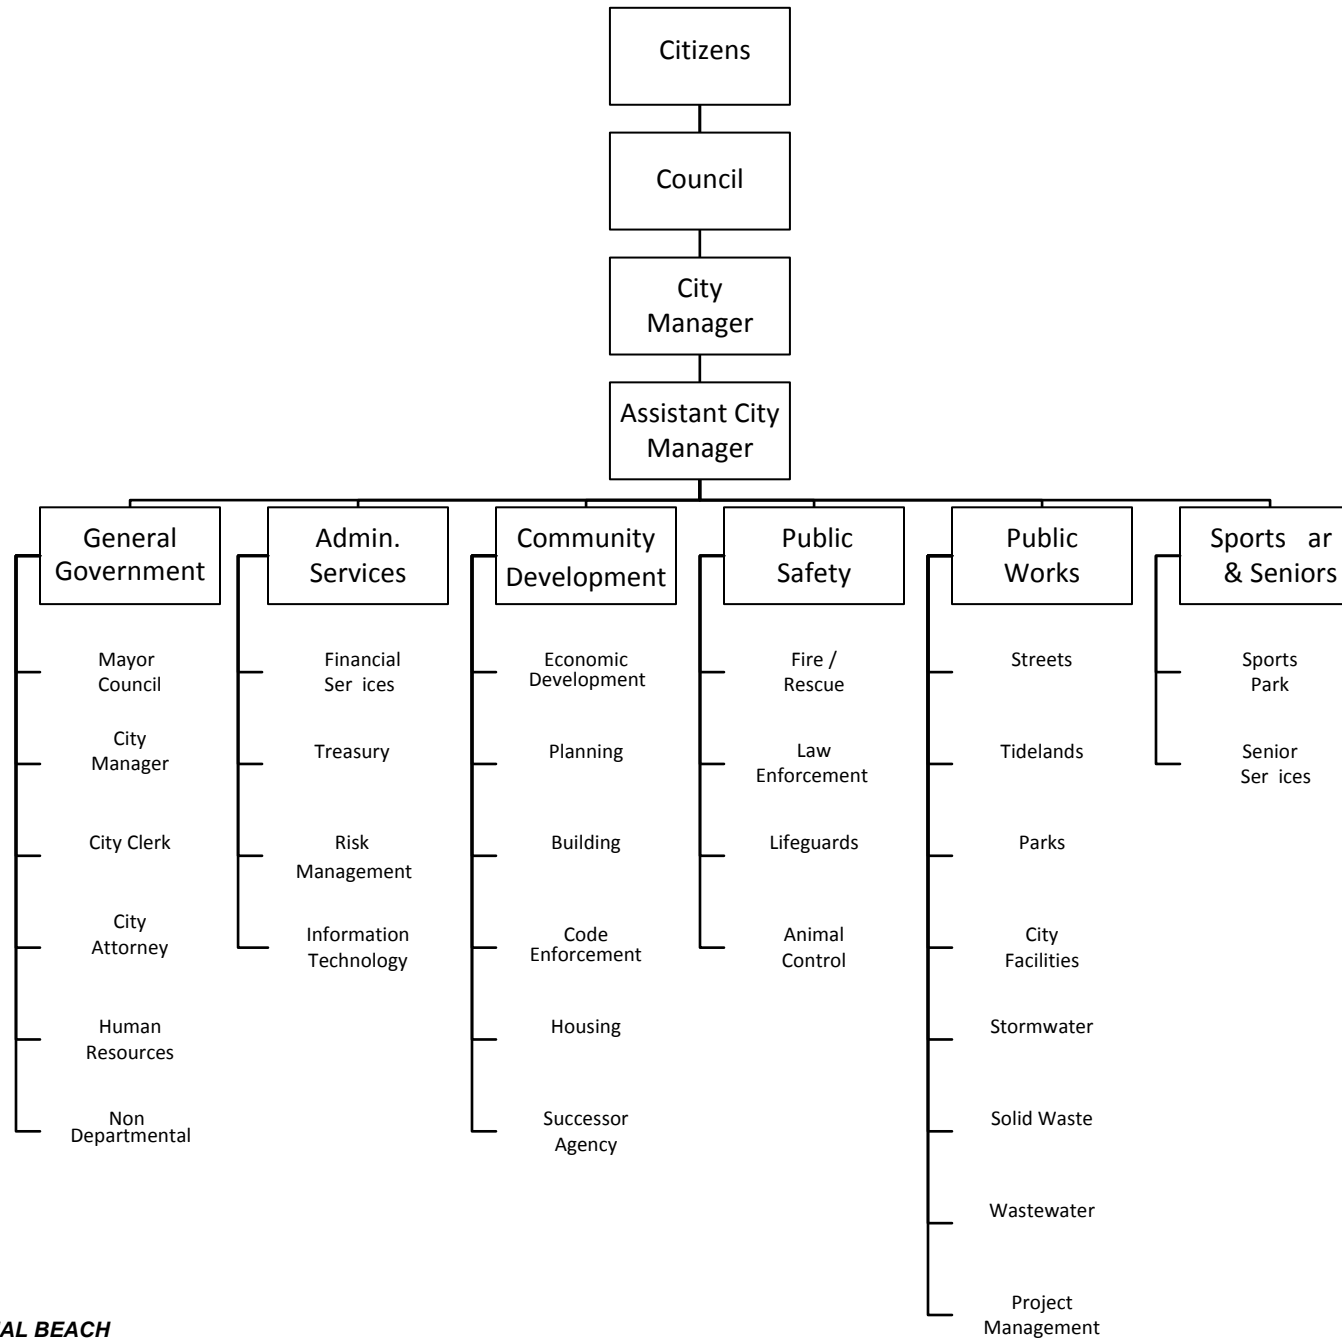 Citizens
Council
City
Manager
Assistant City
Manager
General
Government
Mayor
Council
City
Manager
City Clerk
City
Attorney
Human
Resources
Non
Departmental
Admin.
Services
Financial
Ser ices
Treasury
Risk
Management
Information
Technology
Community
Development
Economic
Development
Planning
Building
Code
Enforcement
Housing
Successor
Agency
Public
Safety
Fire /
Rescue
Law
Enforcement
Lifeguards
Animal
Control
Public
Works
Streets
Tidelands
Parks
City
Facilities
Stormwater
Solid Waste
Wastewater
Project
Management
Sports ar
& Seniors
Sports
Park
Senior
Ser ices
AL BEACH